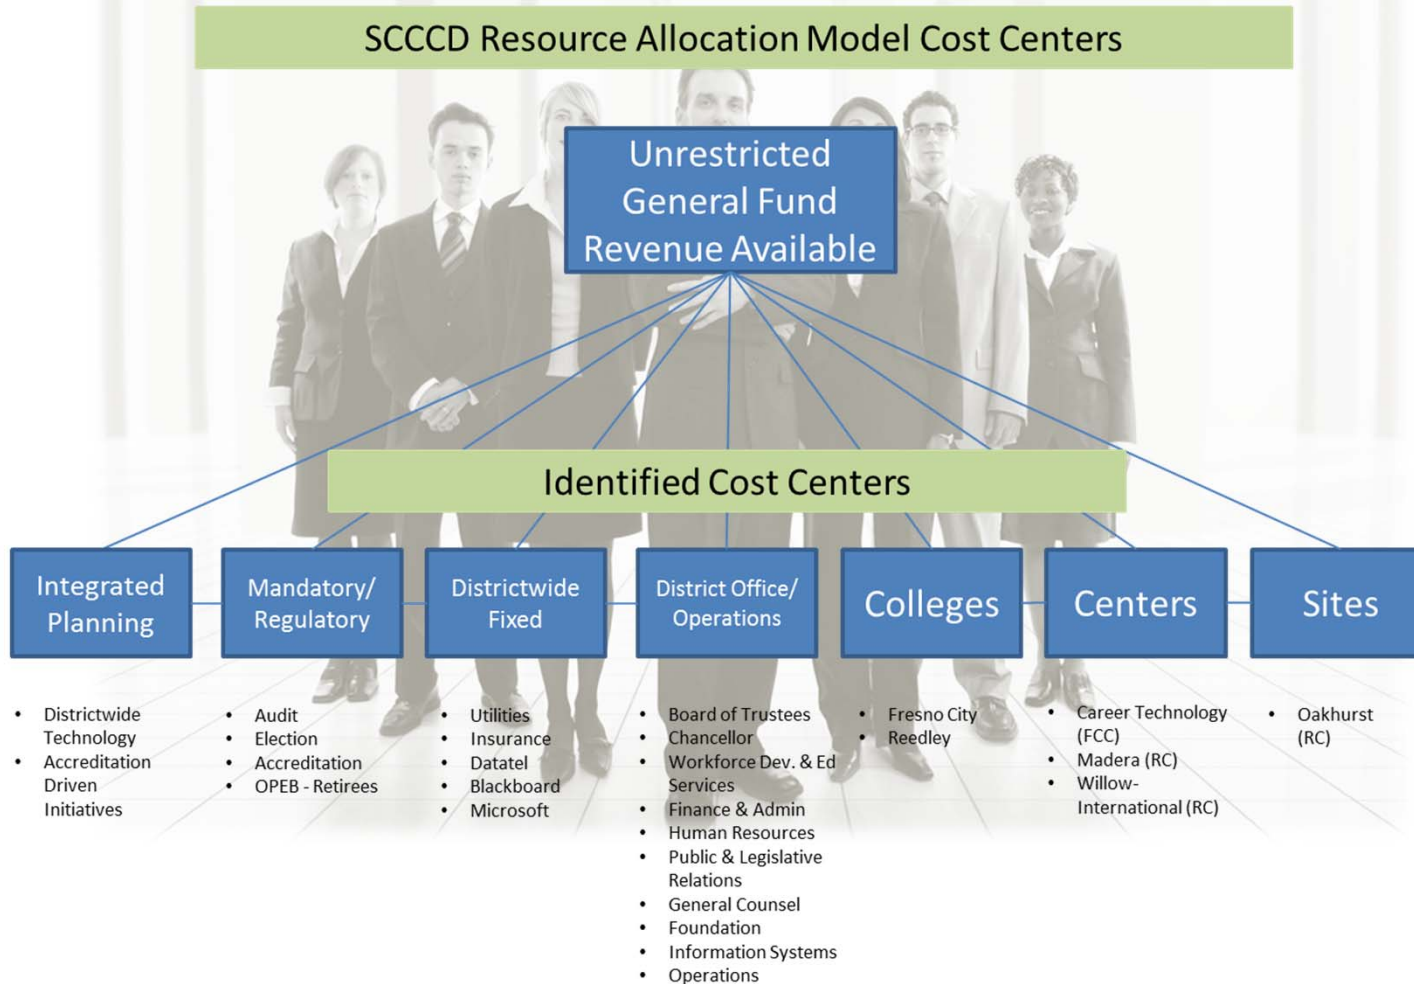 SCCCD Resource Allocation Model Cost Centers
Unrestricted
General Fund
Revenue Available
Identified Cost Centers
Integrated
Planning
Mandatory/
Regulatory
Districtwide
Fixed
District Office/
Operations
Colleges
Centers
Sites
• Districtwide
Technology
• Accreditation
Driven
Initiatives
• Audit
• Election
• Accreditation
• OPEB - Retirees
• Utilities
• Insurance
• Datatel
• Blackboard
• Microsoft
• Board of Trustees
• Chancellor
• Workforce Dev. & Ed
Services
• Finance & Admin
• Human Resources
• Public & Legislative
Relations
• General Counsel
• Foundation
• Information Systems
• Operations
• Fresno City
• Reedley
• Career Technology
(FCC)
• Madera (RC)
• Willow-
International (RC)
• Oakhurst
(RC)